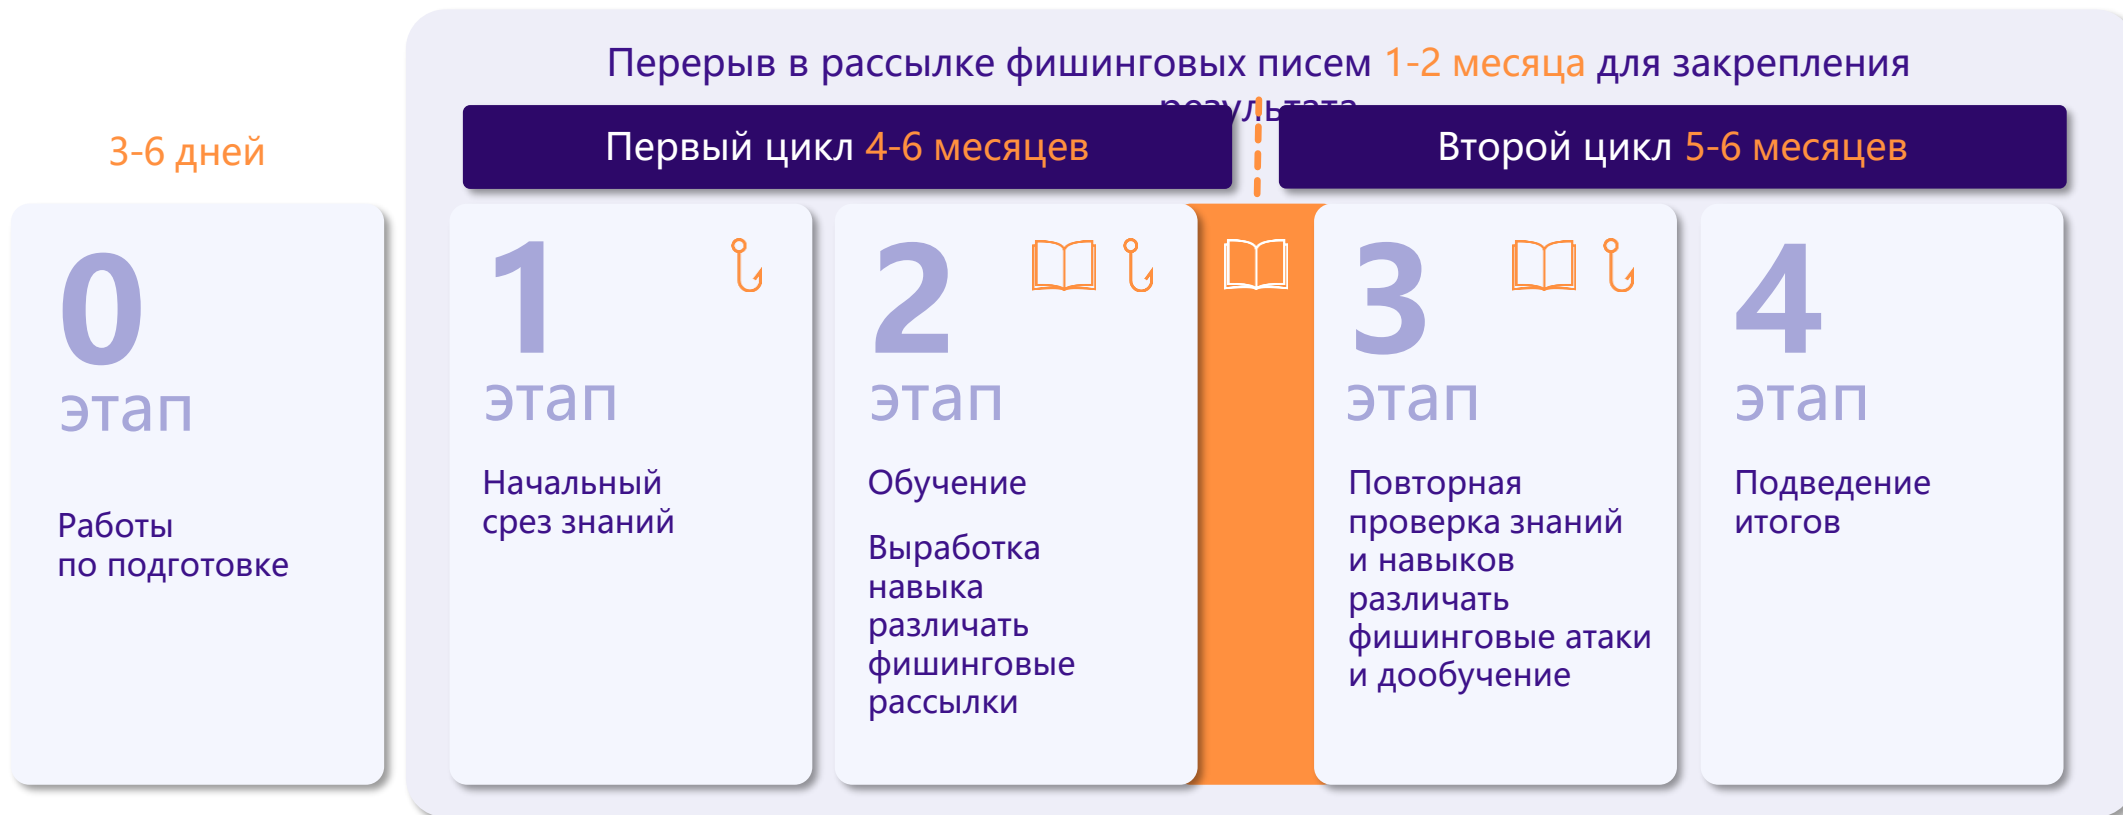 Перерыв в рассылке фишинговых писем 1-2 месяца для закрепления
результата
3-6 дней
Первый цикл 4-6 месяцев
Второй цикл 5-6 месяцев
0
этап
Работы
по подготовке
1
этап
Начальный
срез знаний
2
этап
Обучение
Выработка
навыка
различать
фишинговые
рассылки
3
этап
Повторная
проверка знаний
и навыков
различать
фишинговые атаки
и дообучение
4
этап
Подведение
итогов